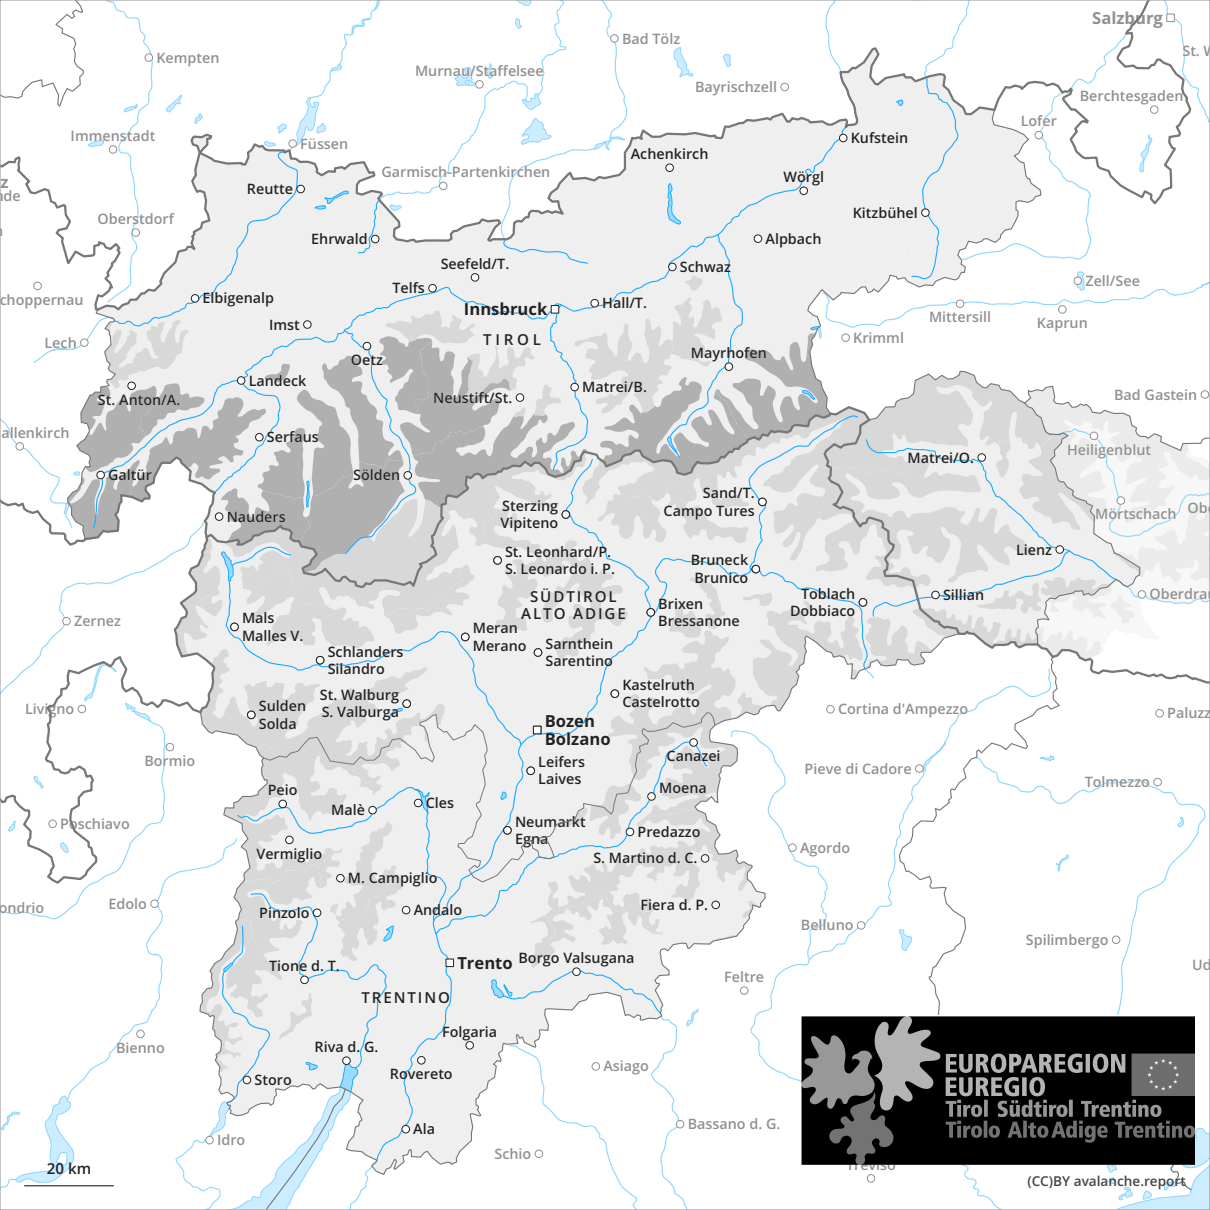 Salzburg
Bad Tölz
St. W
Kempten
Murnau/Staffelsee
Bayrischzell
Berchtesgaden
Lofer
Immenstadt
Füssen
Kufstein
Achenkirch
Garmisch-Partenkirchen
Wörgl
Reutte
z
nde
Oberstdorf
Kitzbühel
Ehrwald
Alpbach
Seefeld/T.
Schwaz
Zell/See
Telfs
choppernau
Elbigenalp
Hall/T.
Innsbruck
Mittersill
Kaprun
Imst
TIROL
Krimml
Lech
Mayrhofen
Oetz
Landeck
Matrei/B.
St. Anton/A.
Neustift/St.
Bad Gastein
allenkirch
Serfaus
Heiligenblut
Matrei/O.
Galtür
Sölden
Sand/T.
Campo Tures
Sterzing
Vipiteno
Nauders
Mörtschach
Obe
St. Leonhard/P.
S. Leonardo i. P.
Lienz
Bruneck
Brunico
SÜDTIROL
ALTO ADIGE
Toblach
Dobbiaco
Sillian
Oberdrau
Brixen
Bressanone
Zernez
Mals
Malles V.
Meran
Merano
Sarnthein
Sarentino
Schlanders
Silandro
Kastelruth
Castelrotto
St. Walburg
S. Valburga
Sulden
Solda
Livigno
Cortina d'Ampezzo
Paluzz
Bozen
Bolzano
Bormio
Canazei
Leifers
Laives
Pieve di Cadore
Tolmezzo
Peio
Moena
Malè
Cles
Poschiavo
Neumarkt
Egna
Predazzo
Vermiglio
S. Martino d. C.
Agordo
M. Campiglio
ondrio
Edolo
Pinzolo
Andalo
Fiera d. P.
Belluno
Spilimbergo
Trento
Borgo Valsugana
Tione d. T.
Ud
Feltre
TRENTINO
Folgaria
Bienno
Riva d. G.
Rovereto
Asiago
Storo
EUROPAREGION
EUREGIO
Tirol Südtirol Trentino
Tirolo Alto Adige Trentino
Ala
Bassano d. G.
Idro
Schio
Treviso
20 km
(CC)BY avalanche.report